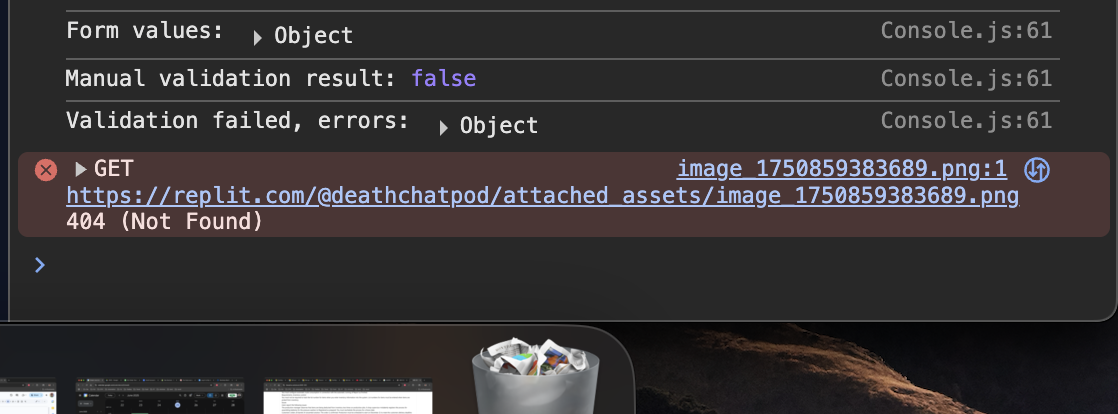 Form values: ▶ Object Console.js:61
Manual validation result: false Console.js:61
Validation failed, errors: ▶ Object Console.js:61
▶ GET image_1750859383689.png:1
https://replit.com/@deathchatpod/attached_assets/image_1750859383689.png
404 (Not Found)